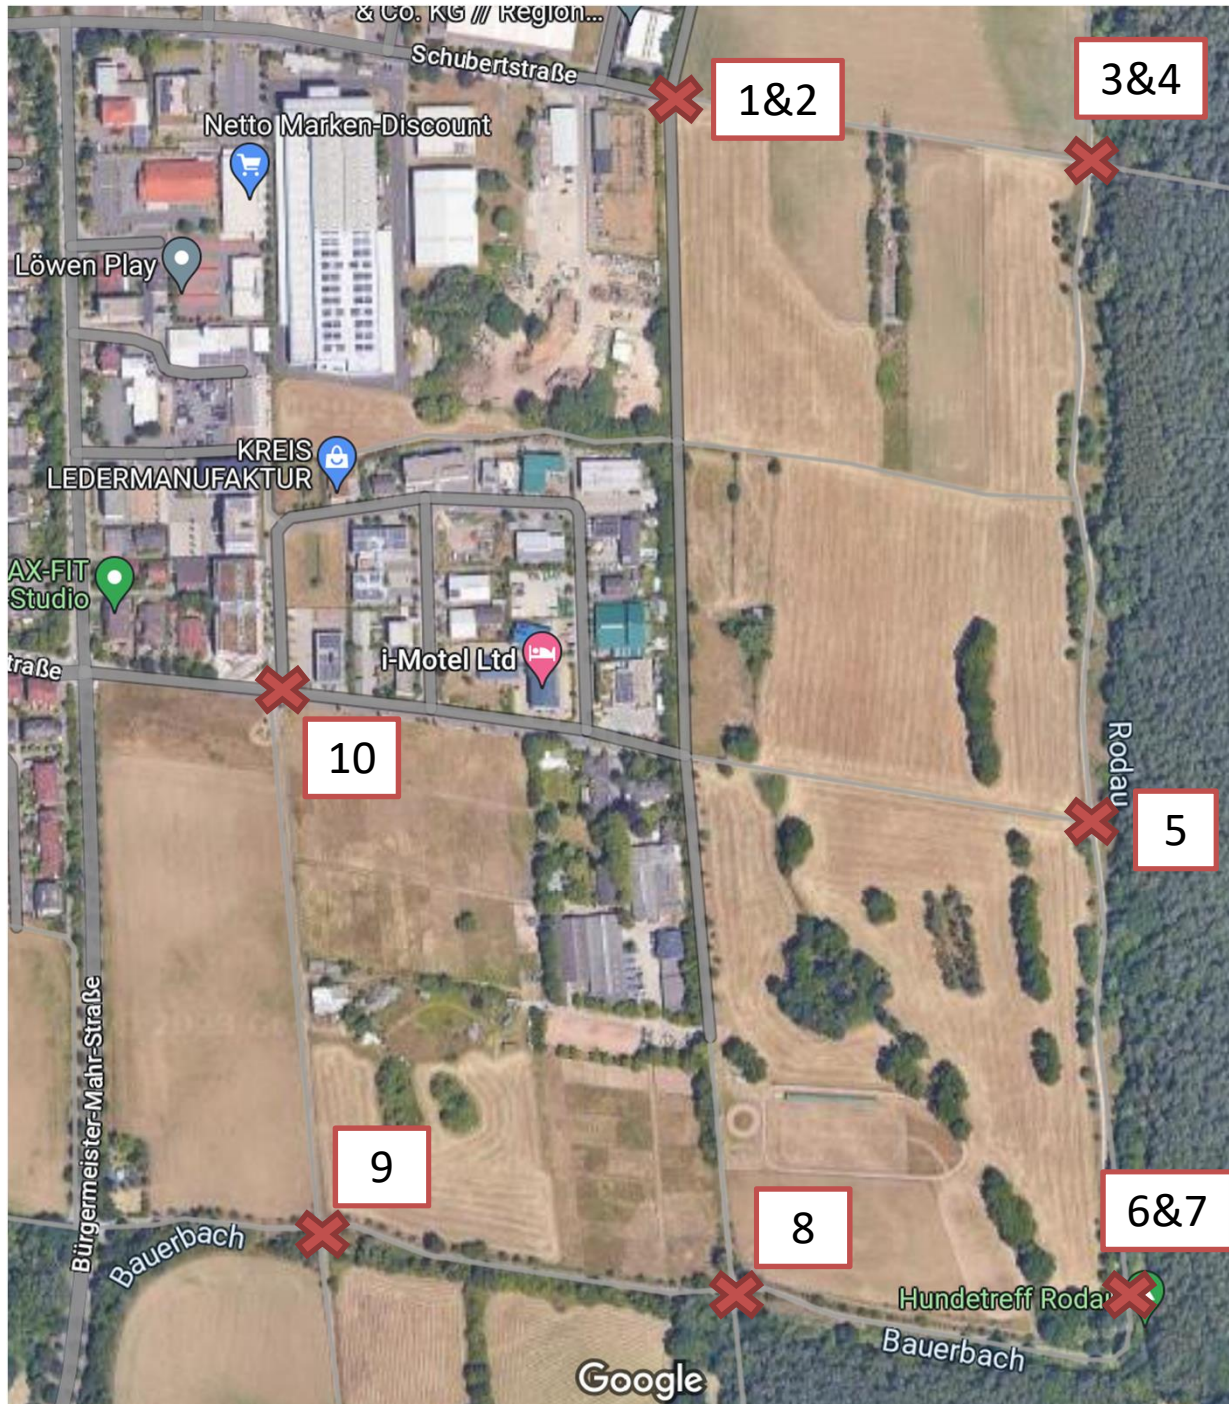 & Co. KG // Region...
Schubertstraße
1&2
3&4
Netto Marken-Discount
Löwen Play
KREIS
LEDERMANUFAKTUR
AX-FIT
-Studio
i-Motel Ltd
traße
10
Rodau
5
Bürgermeister-Mahr-Straße
9
8
6&7
Bauerbach
Hundetreff Rodau
Bauerbach
Google